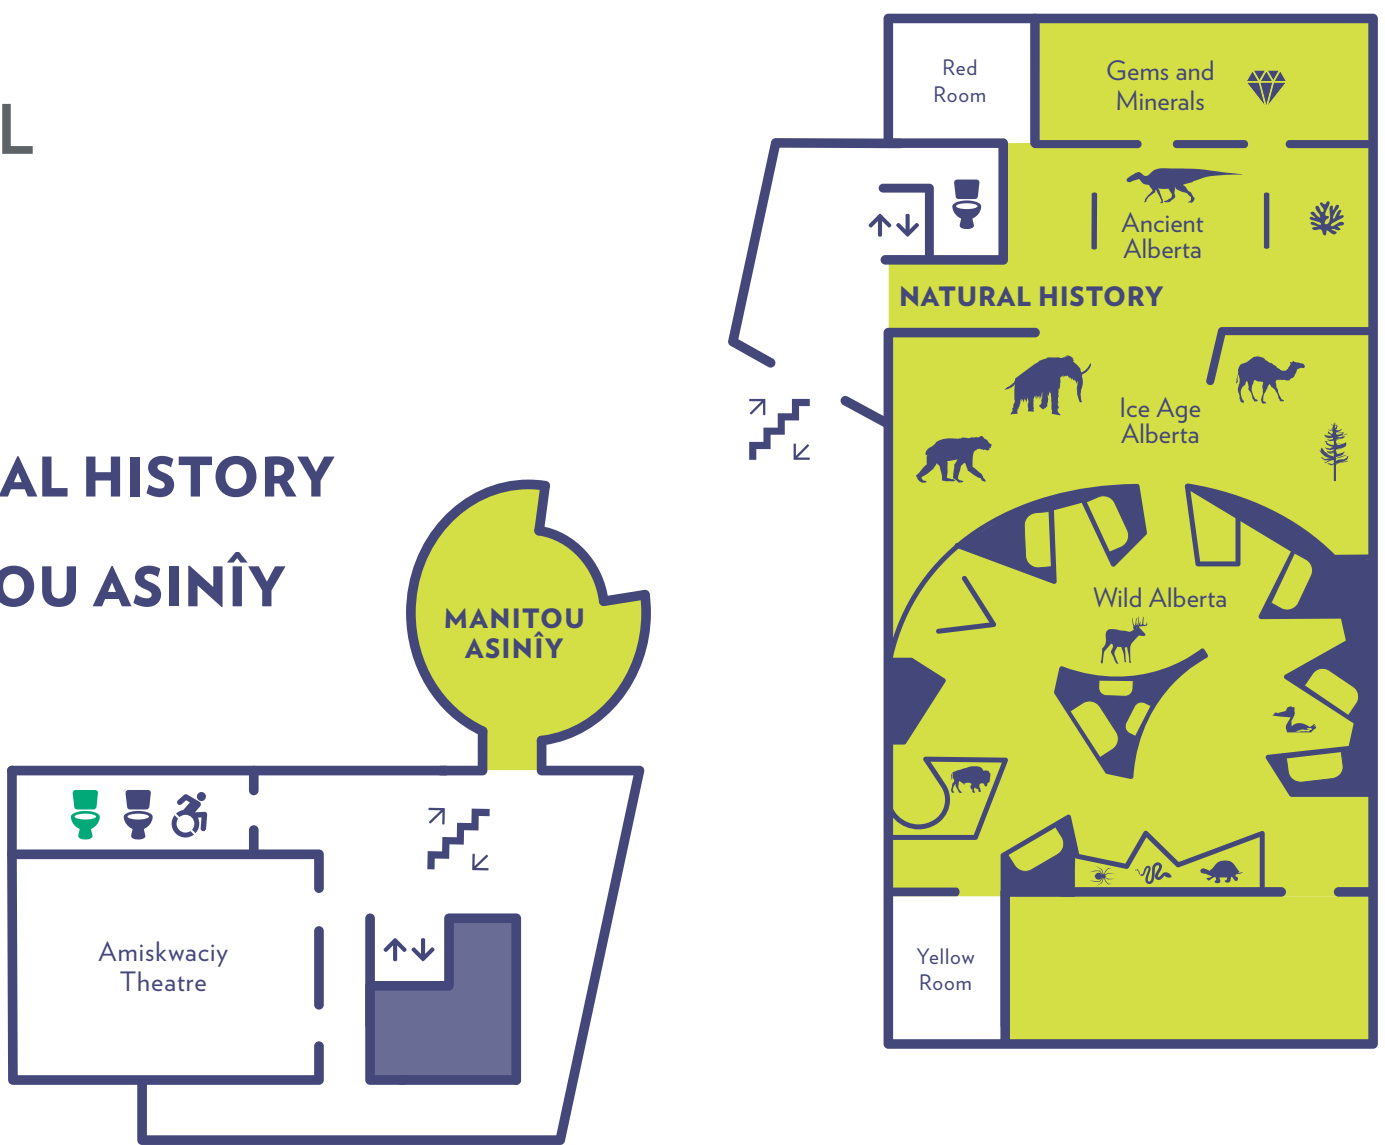 L
AL HISTORY
OU ASINÎY
MANITOU
ASINÎY
Amiskwaciy
Theatre
Red
Room
Gems and
Minerals
Ancient
Alberta
NATURAL HISTORY
Ice Age
Alberta
Wild Alberta
Yellow
Room